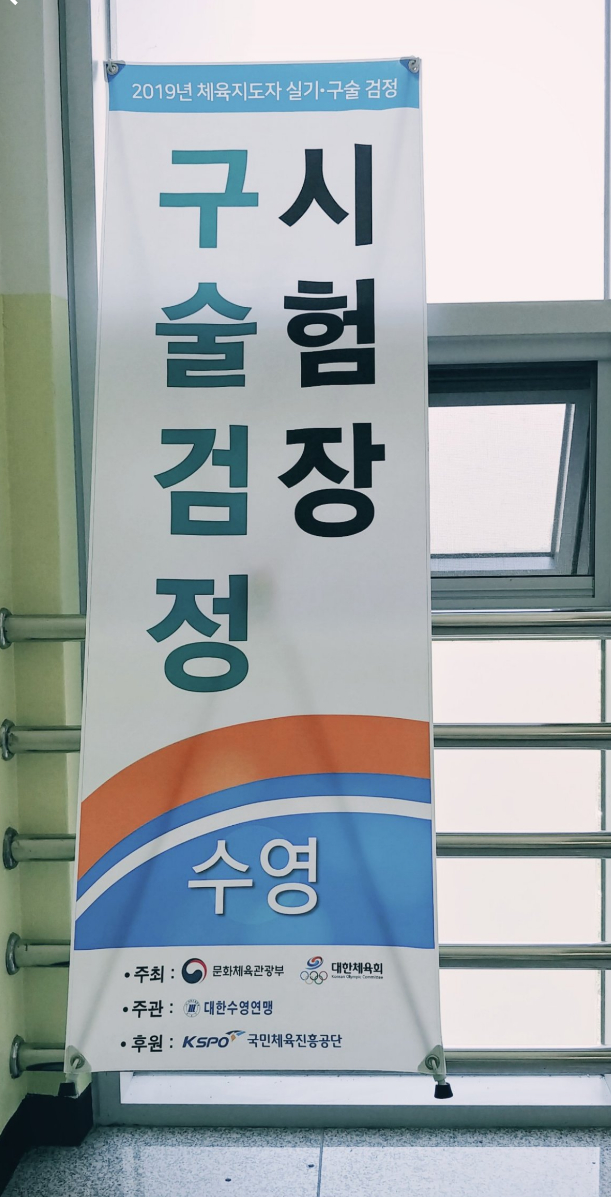 2019년 체육지도자 실기·구술 검정
구술검정
시험장
수영
• 주최 : 문화체육관광부 대한체육회
Korean Olympic Committee
• 주관 : 대한수영연맹
• 후원 : KSPO 국민체육진흥공단